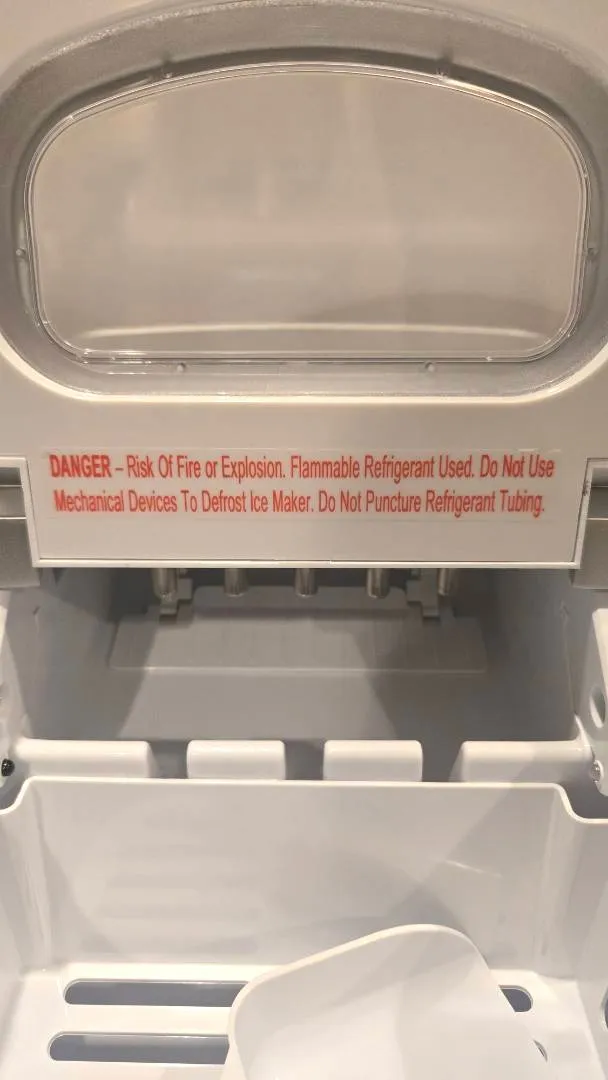 DANGER – Risk Of Fire or Explosion. Flammable Refrigerant Used. Do Not Use
Mechanical Devices To Defrost Ice Maker. Do Not Puncture Refrigerant Tubing.